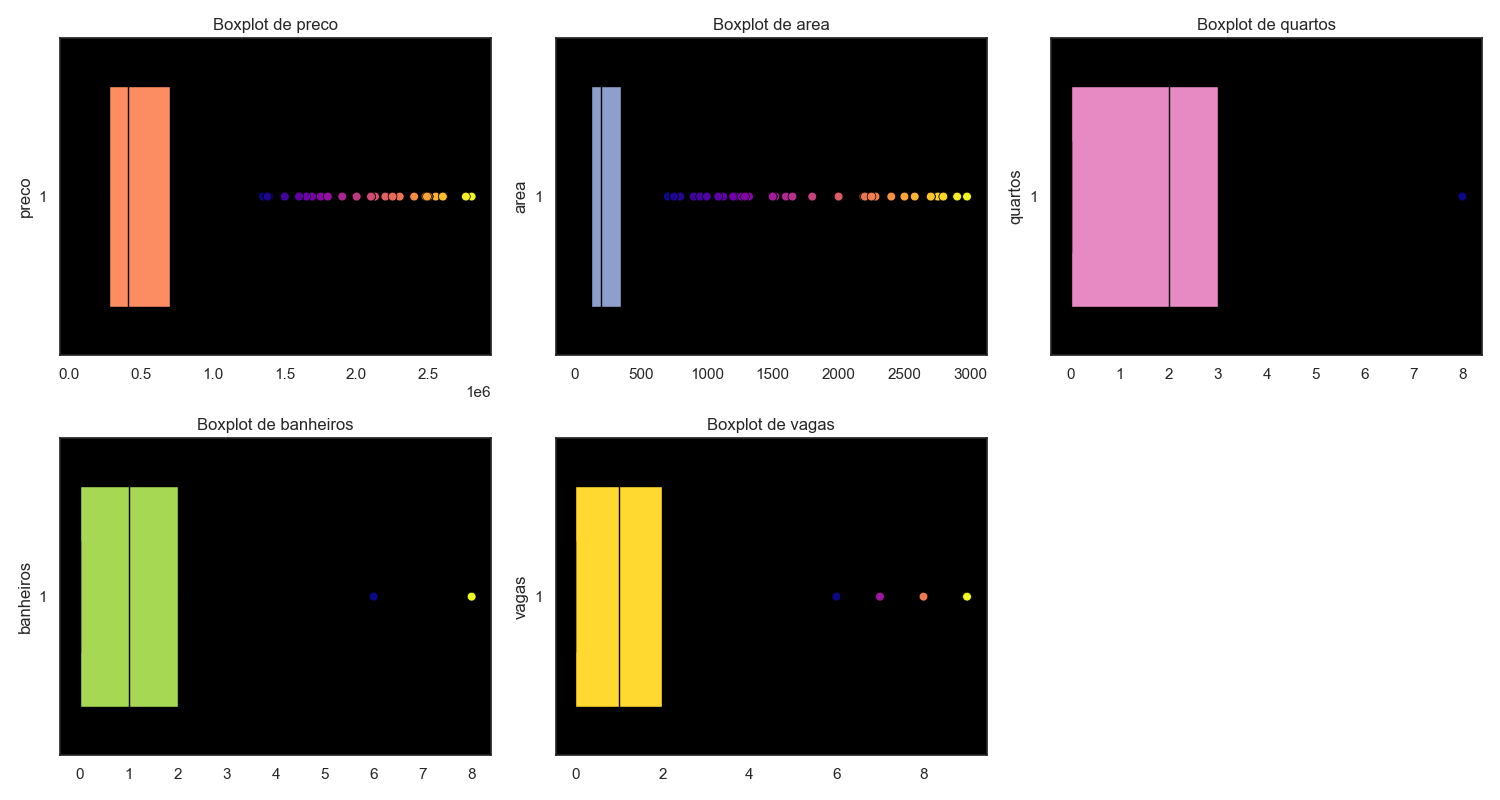 Boxplot de preco
Boxplot de area
Boxplot de quartos
preco
1
area
1
quartos
1
0.0 0.5 1.0 1.5 2.0 2.5
1e6
0 500 1000 1500 2000 2500 3000
0 1 2 3 4 5 6 7 8
Boxplot de banheiros
Boxplot de vagas
banheiros
1
vagas
1
0 1 2 3 4 5 6 7 8
0 2 4 6 8